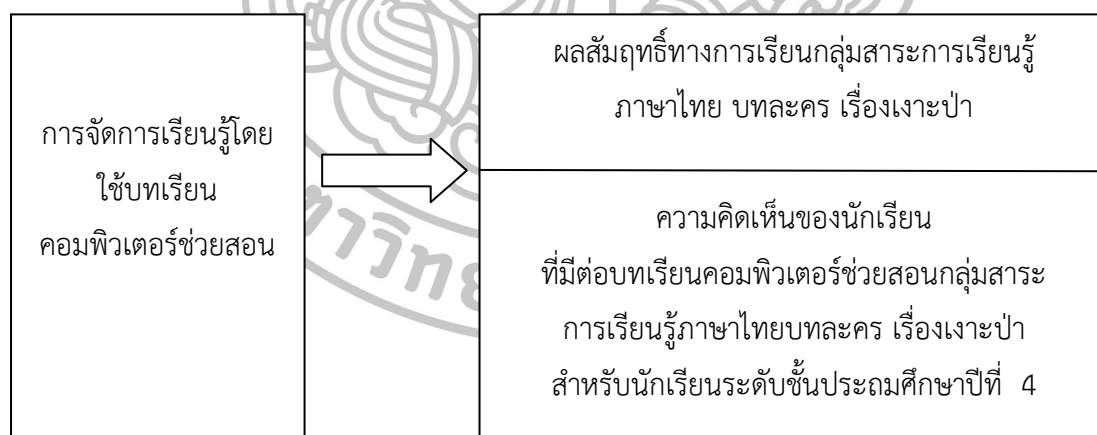 การจัดการเรียนรู้โดย
ใช้บทเรียน
คอมพิวเตอร์ช่วยสอน
ผลสัมฤทธิ์ทางการเรียนกลุ่มสาระการเรียนรู้
ภาษาไทย บทละคร เรื่องเงาะป่า
ความคิดเห็นของนักเรียน
ที่มีต่อบทเรียนคอมพิวเตอร์ช่วยสอนกลุ่มสาระ
การเรียนรู้ภาษาไทยบทละคร เรื่องเงาะป่า
สำหรับนักเรียนระดับชั้นประถมศึกษาปีที่ 4